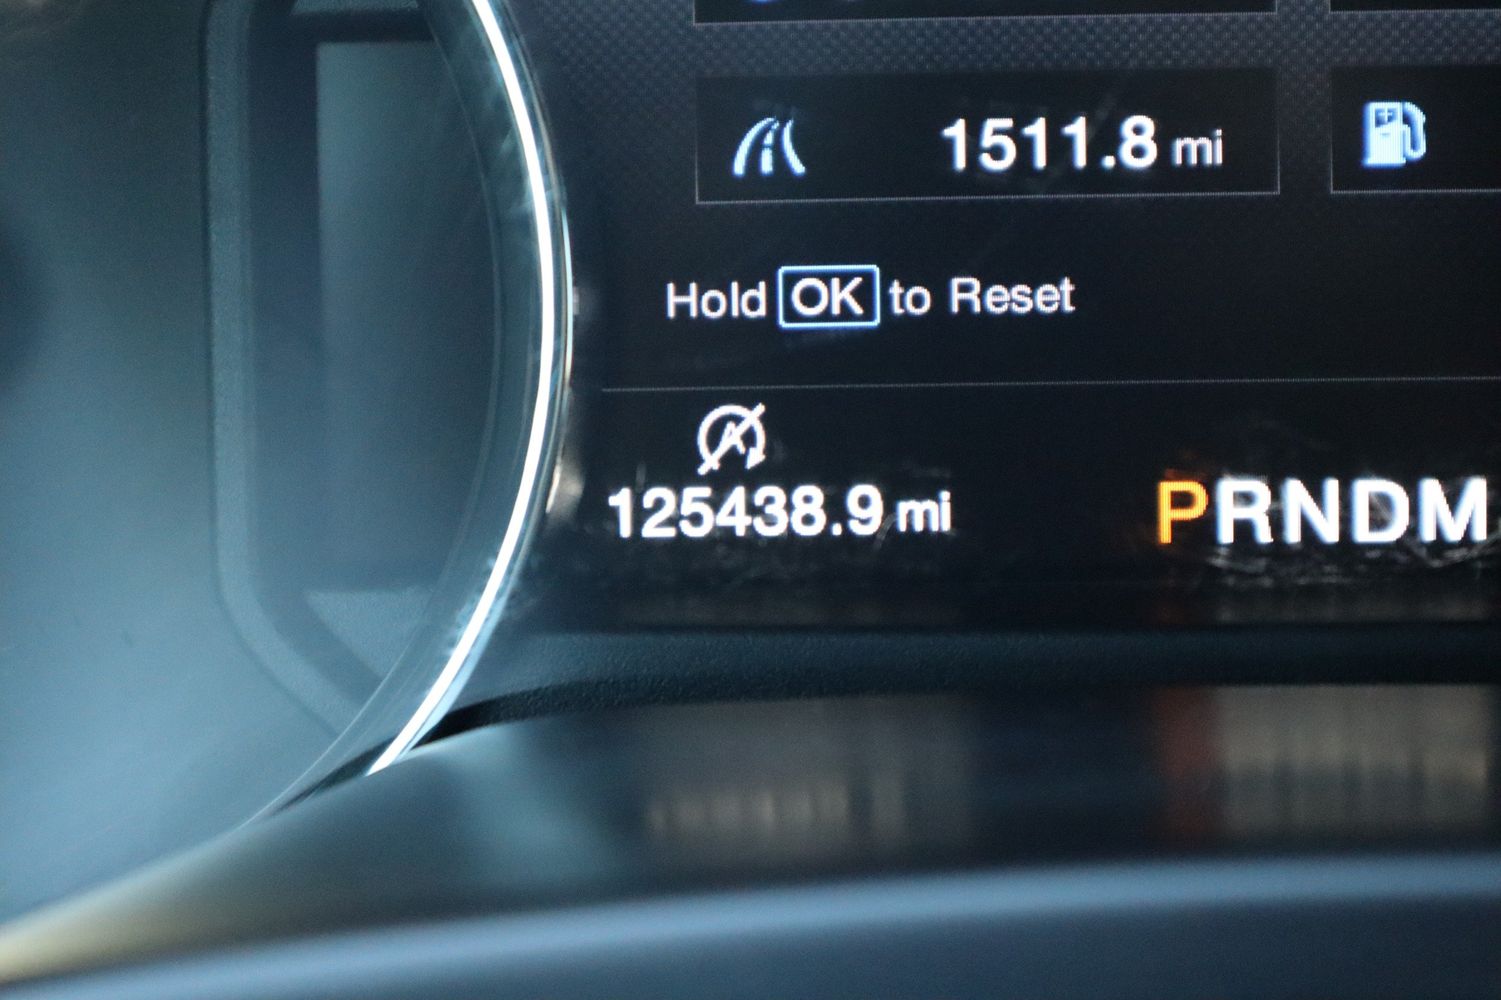 1511.8 mi
Hold OK to Reset
125438.9 mi
PRNDM